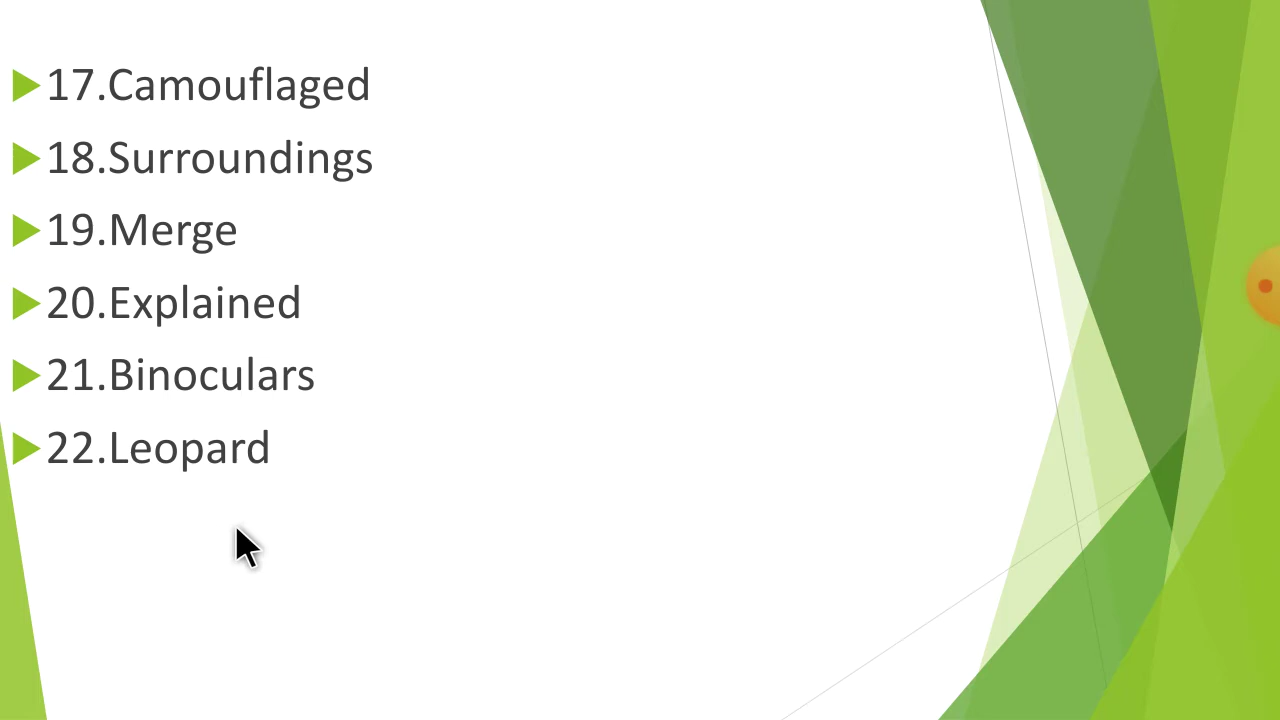 17.Camouflaged
18.Surroundings
19.Merge
20.Explained
21.Binoculars
22.Leopard